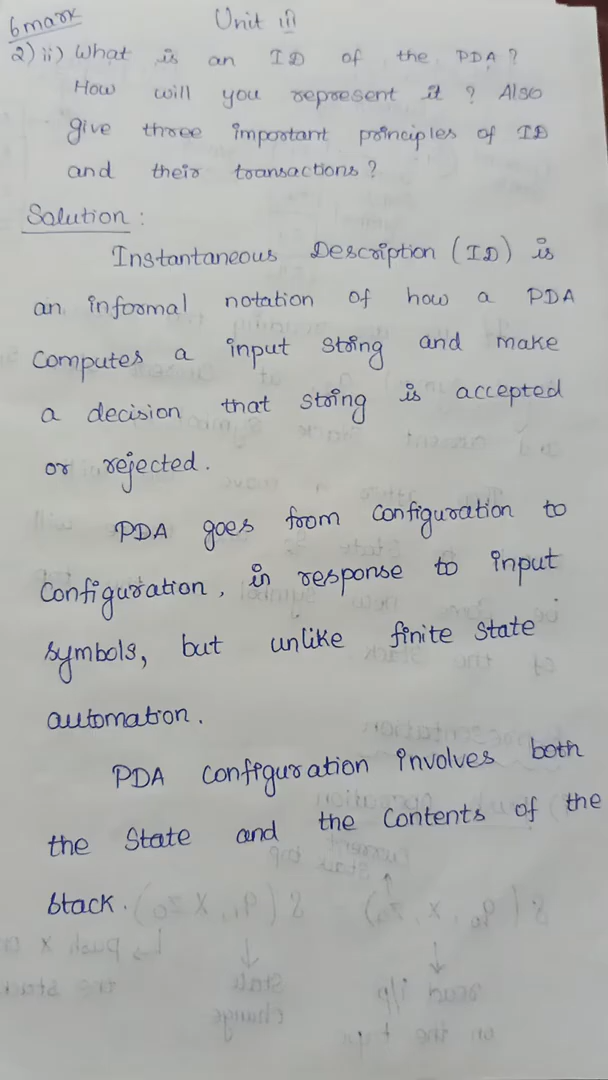 6mark
Unit iii
2) ii) What is an ID of the PDA ?
How will you represent it ? Also
give three important principles of ID
and their transactions ?
Solution :
Instantaneous Description (ID) is
an informal notation of how a PDA
computes a input string and make
a decision that string is accepted
or rejected.
PDA goes from configuration to
configuration, in response to input
symbols, but unlike finite state
automation.
PDA configuration involves both
the state and the contents of the
stack.